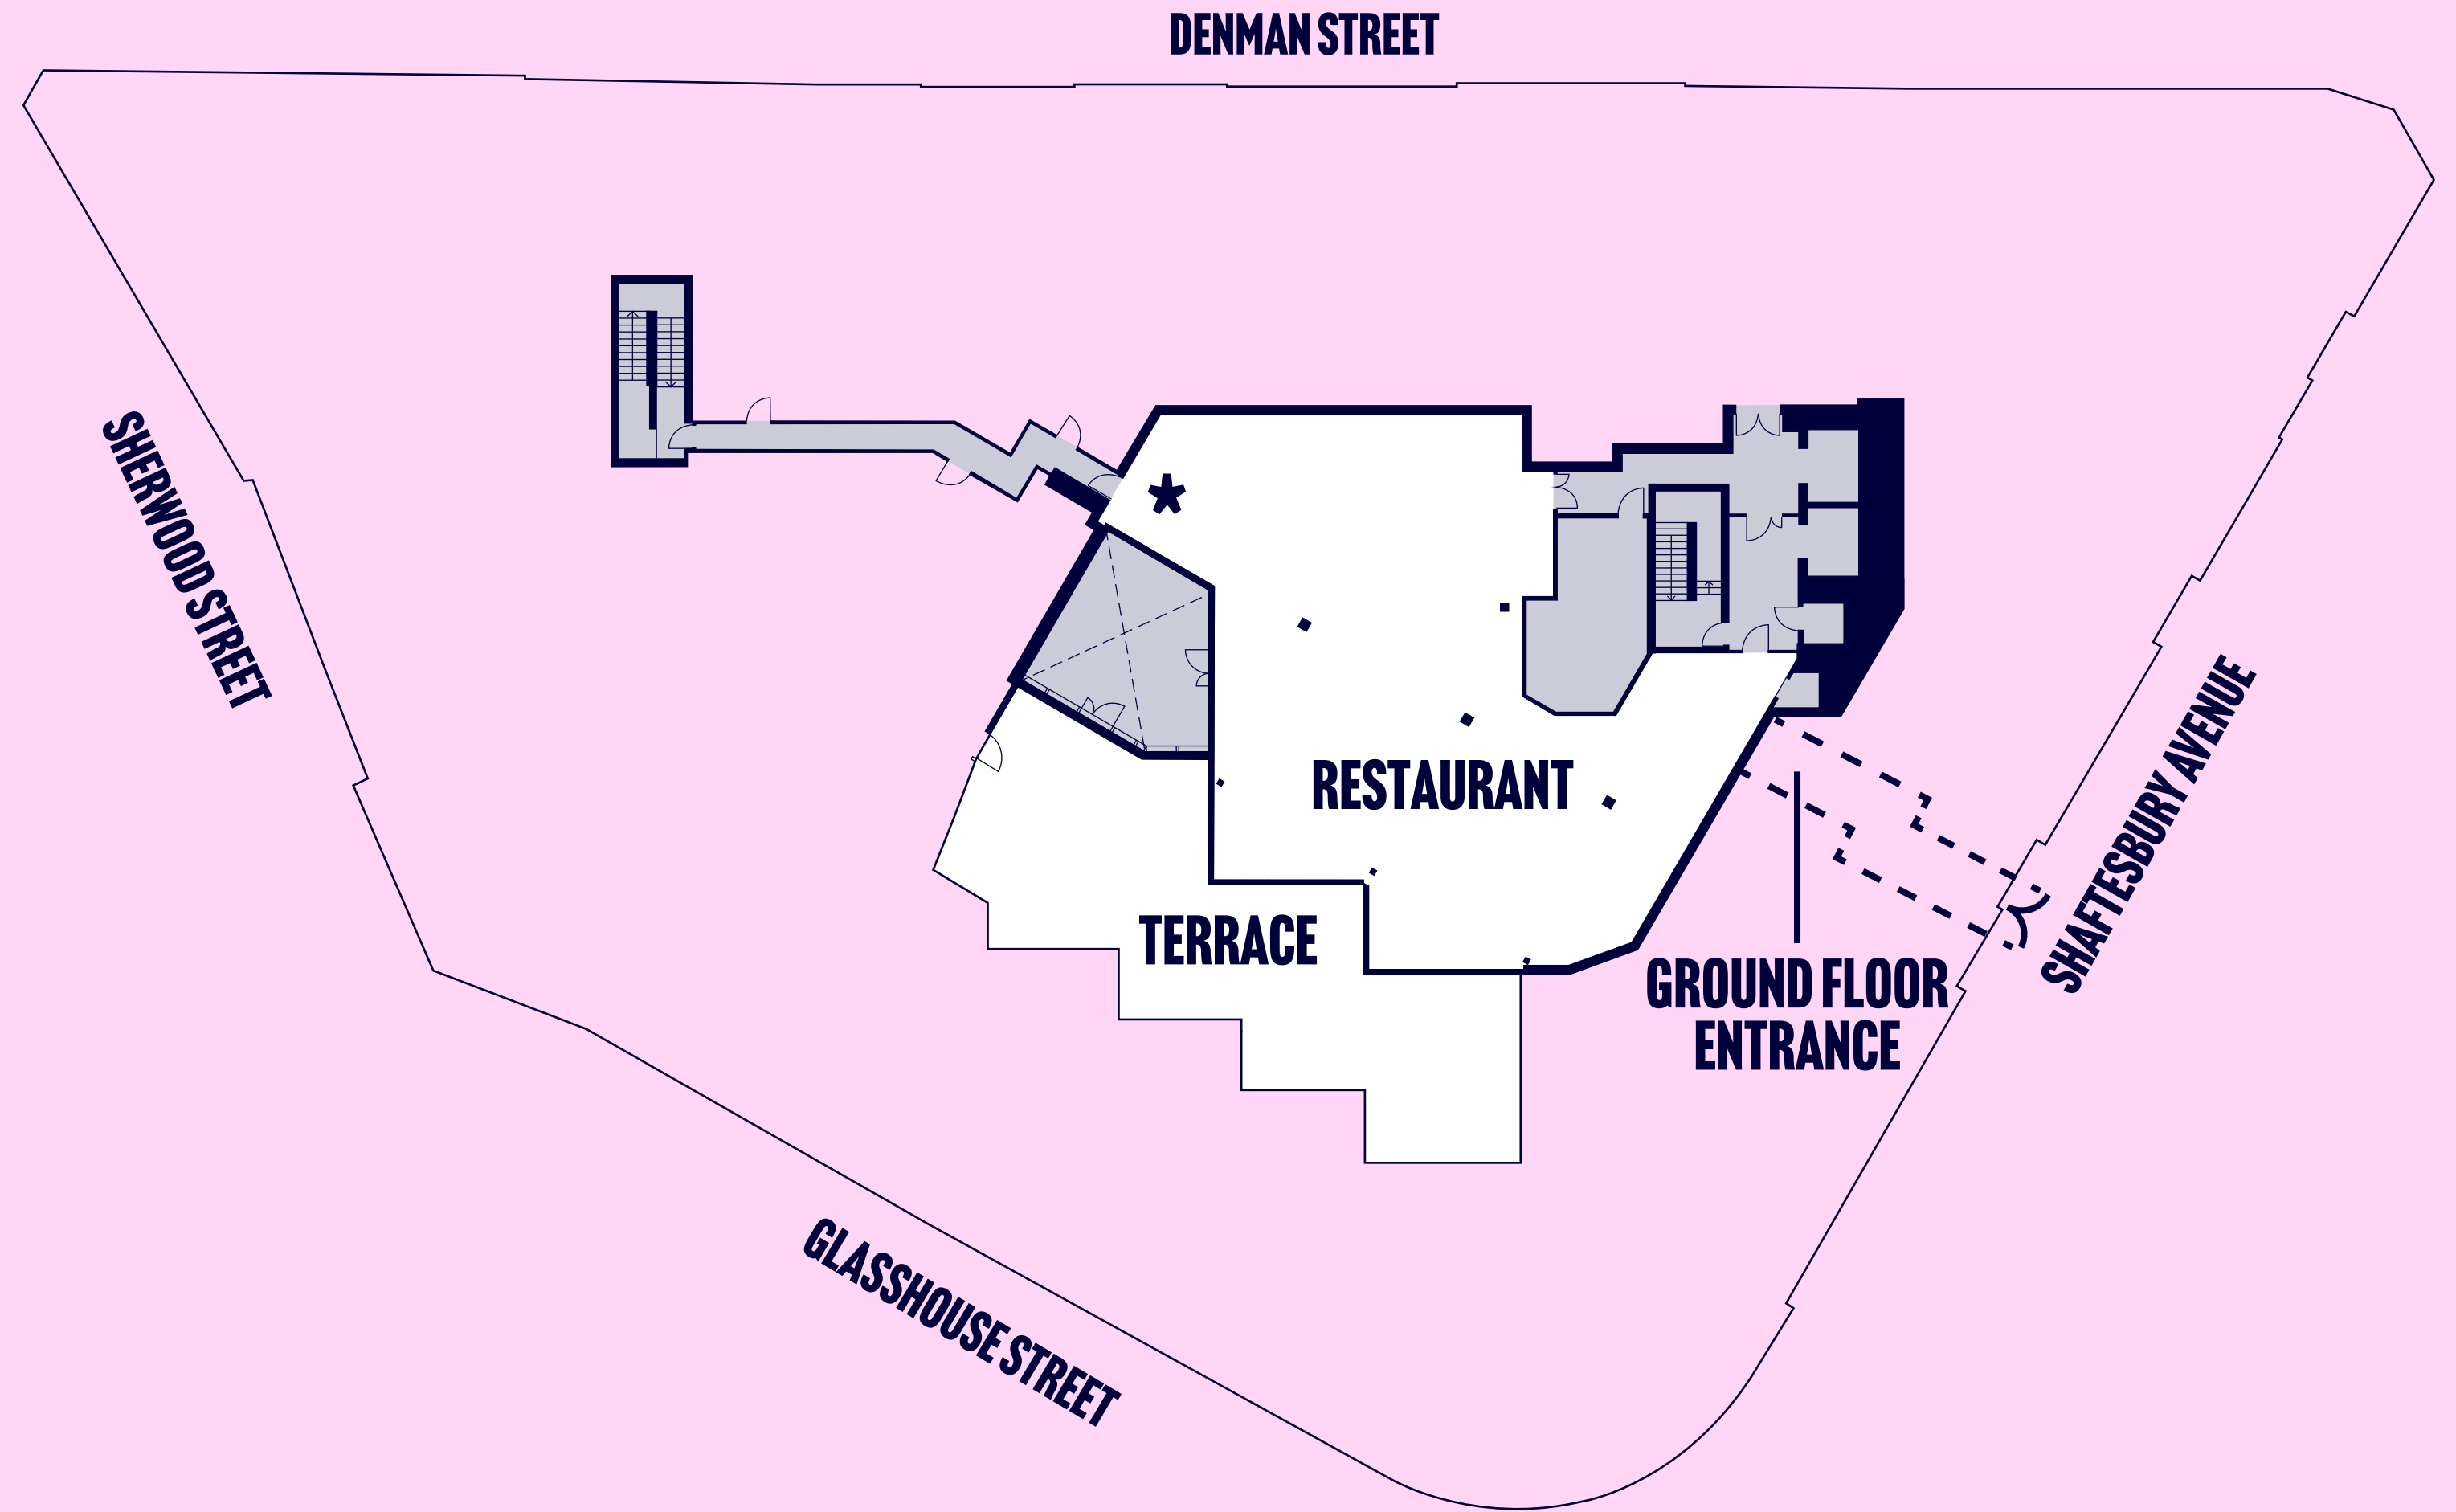 DENMAN STREET
SHERWOOD STREET
*
RESTAURANT
SHAFTESBURY AVENUE
TERRACE
GROUND FLOOR
ENTRANCE
GLASSHOUSE STREET